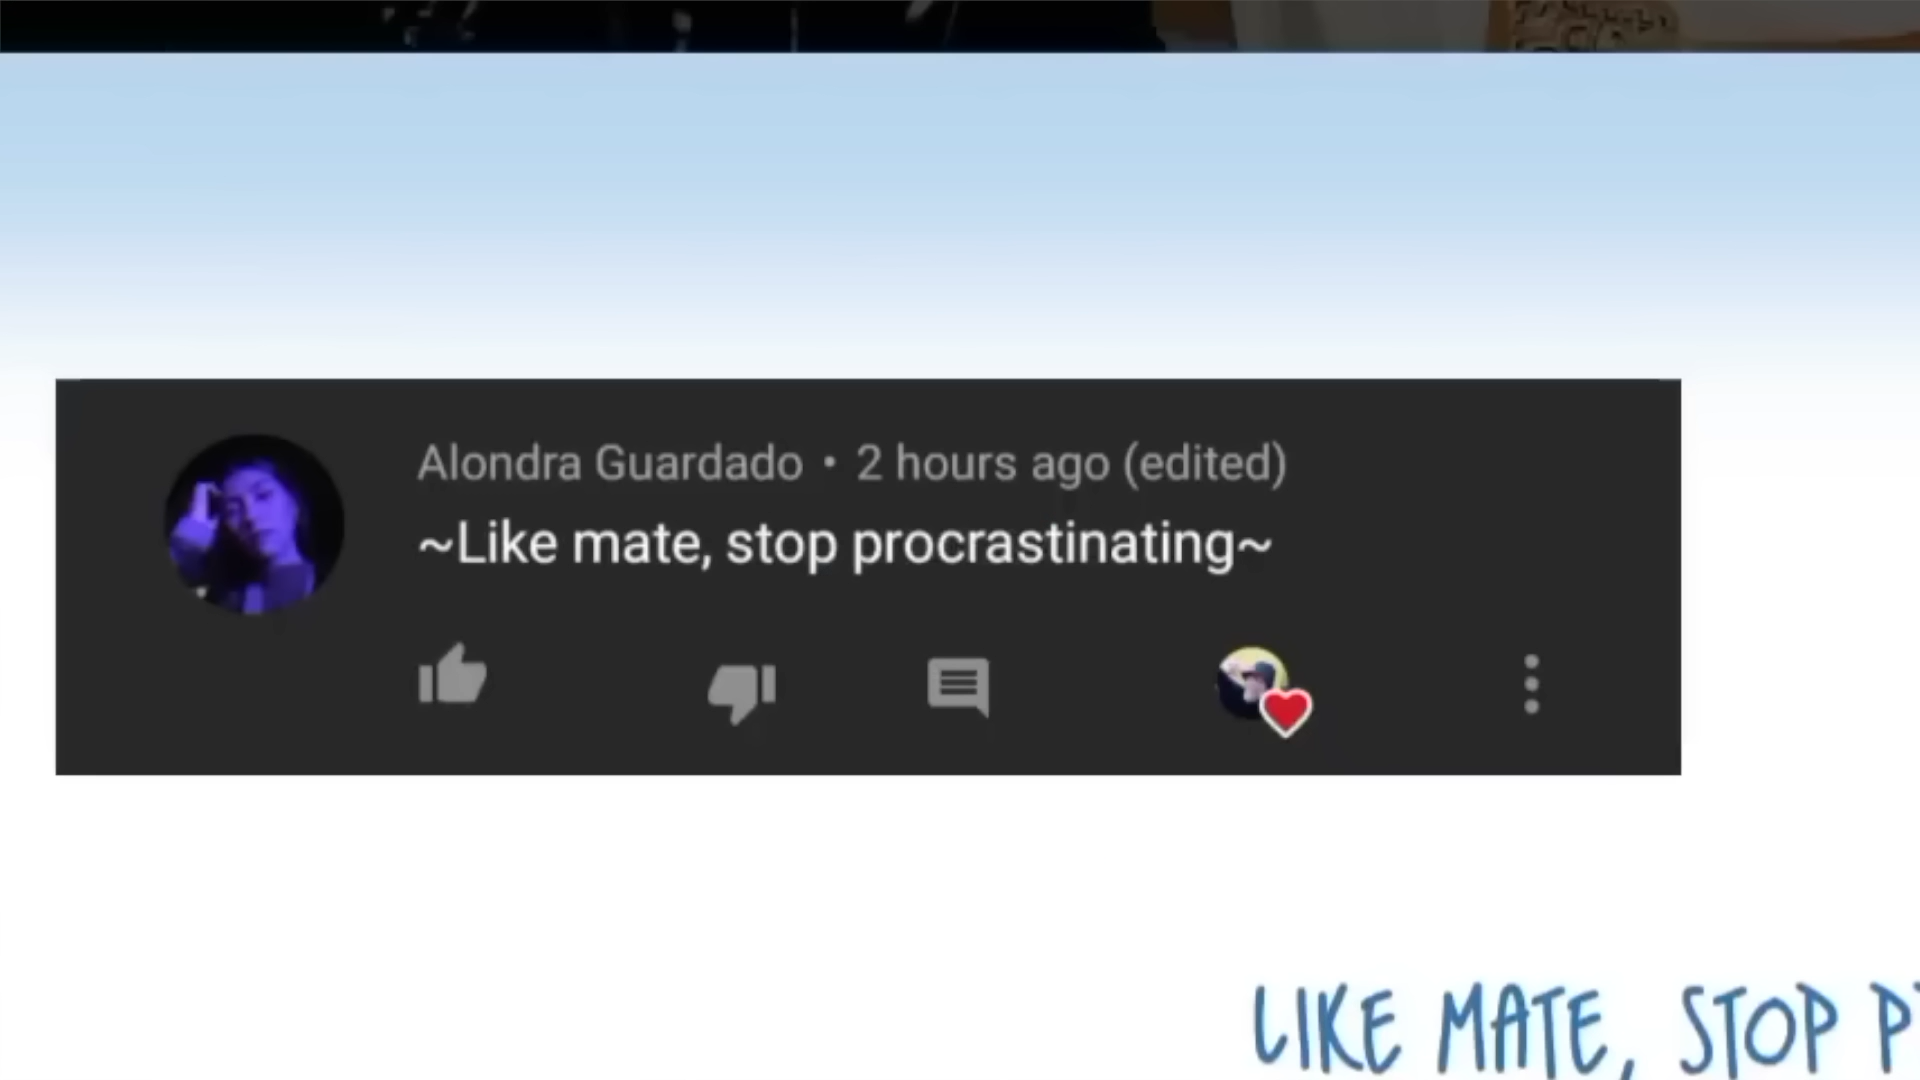 Alondra Guardado • 2 hours ago (edited)
~Like mate, stop procrastinating~
LIKE MATE, STOP